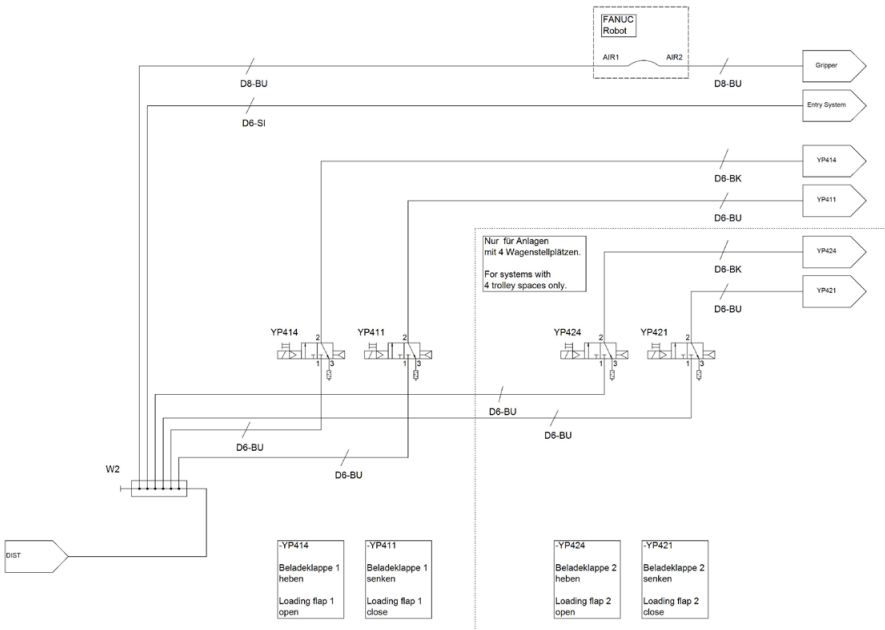 FANUC
Robot
AIR1
AIR2
Gripper
D8-BU
D8-BU
Entry System
D6-SI
YP414
D6-BK
YP411
D6-BU
Nur für Anlagen
mit 4 Wagenstellplätzen.
For systems with
4 trolley spaces only.
YP424
D6-BK
YP421
D6-BU
YP414
2
1
3
YP411
2
1
3
YP424
2
1
3
YP421
2
1
3
D6-BU
D6-BU
D6-BU
D6-BU
W2
DIST
-YP414
Beladeklappe 1
heben
Loading flap 1
open
-YP411
Beladeklappe 1
senken
Loading flap 1
close
-YP424
Beladeklappe 2
heben
Loading flap 2
open
-YP421
Beladeklappe 2
senken
Loading flap 2
close